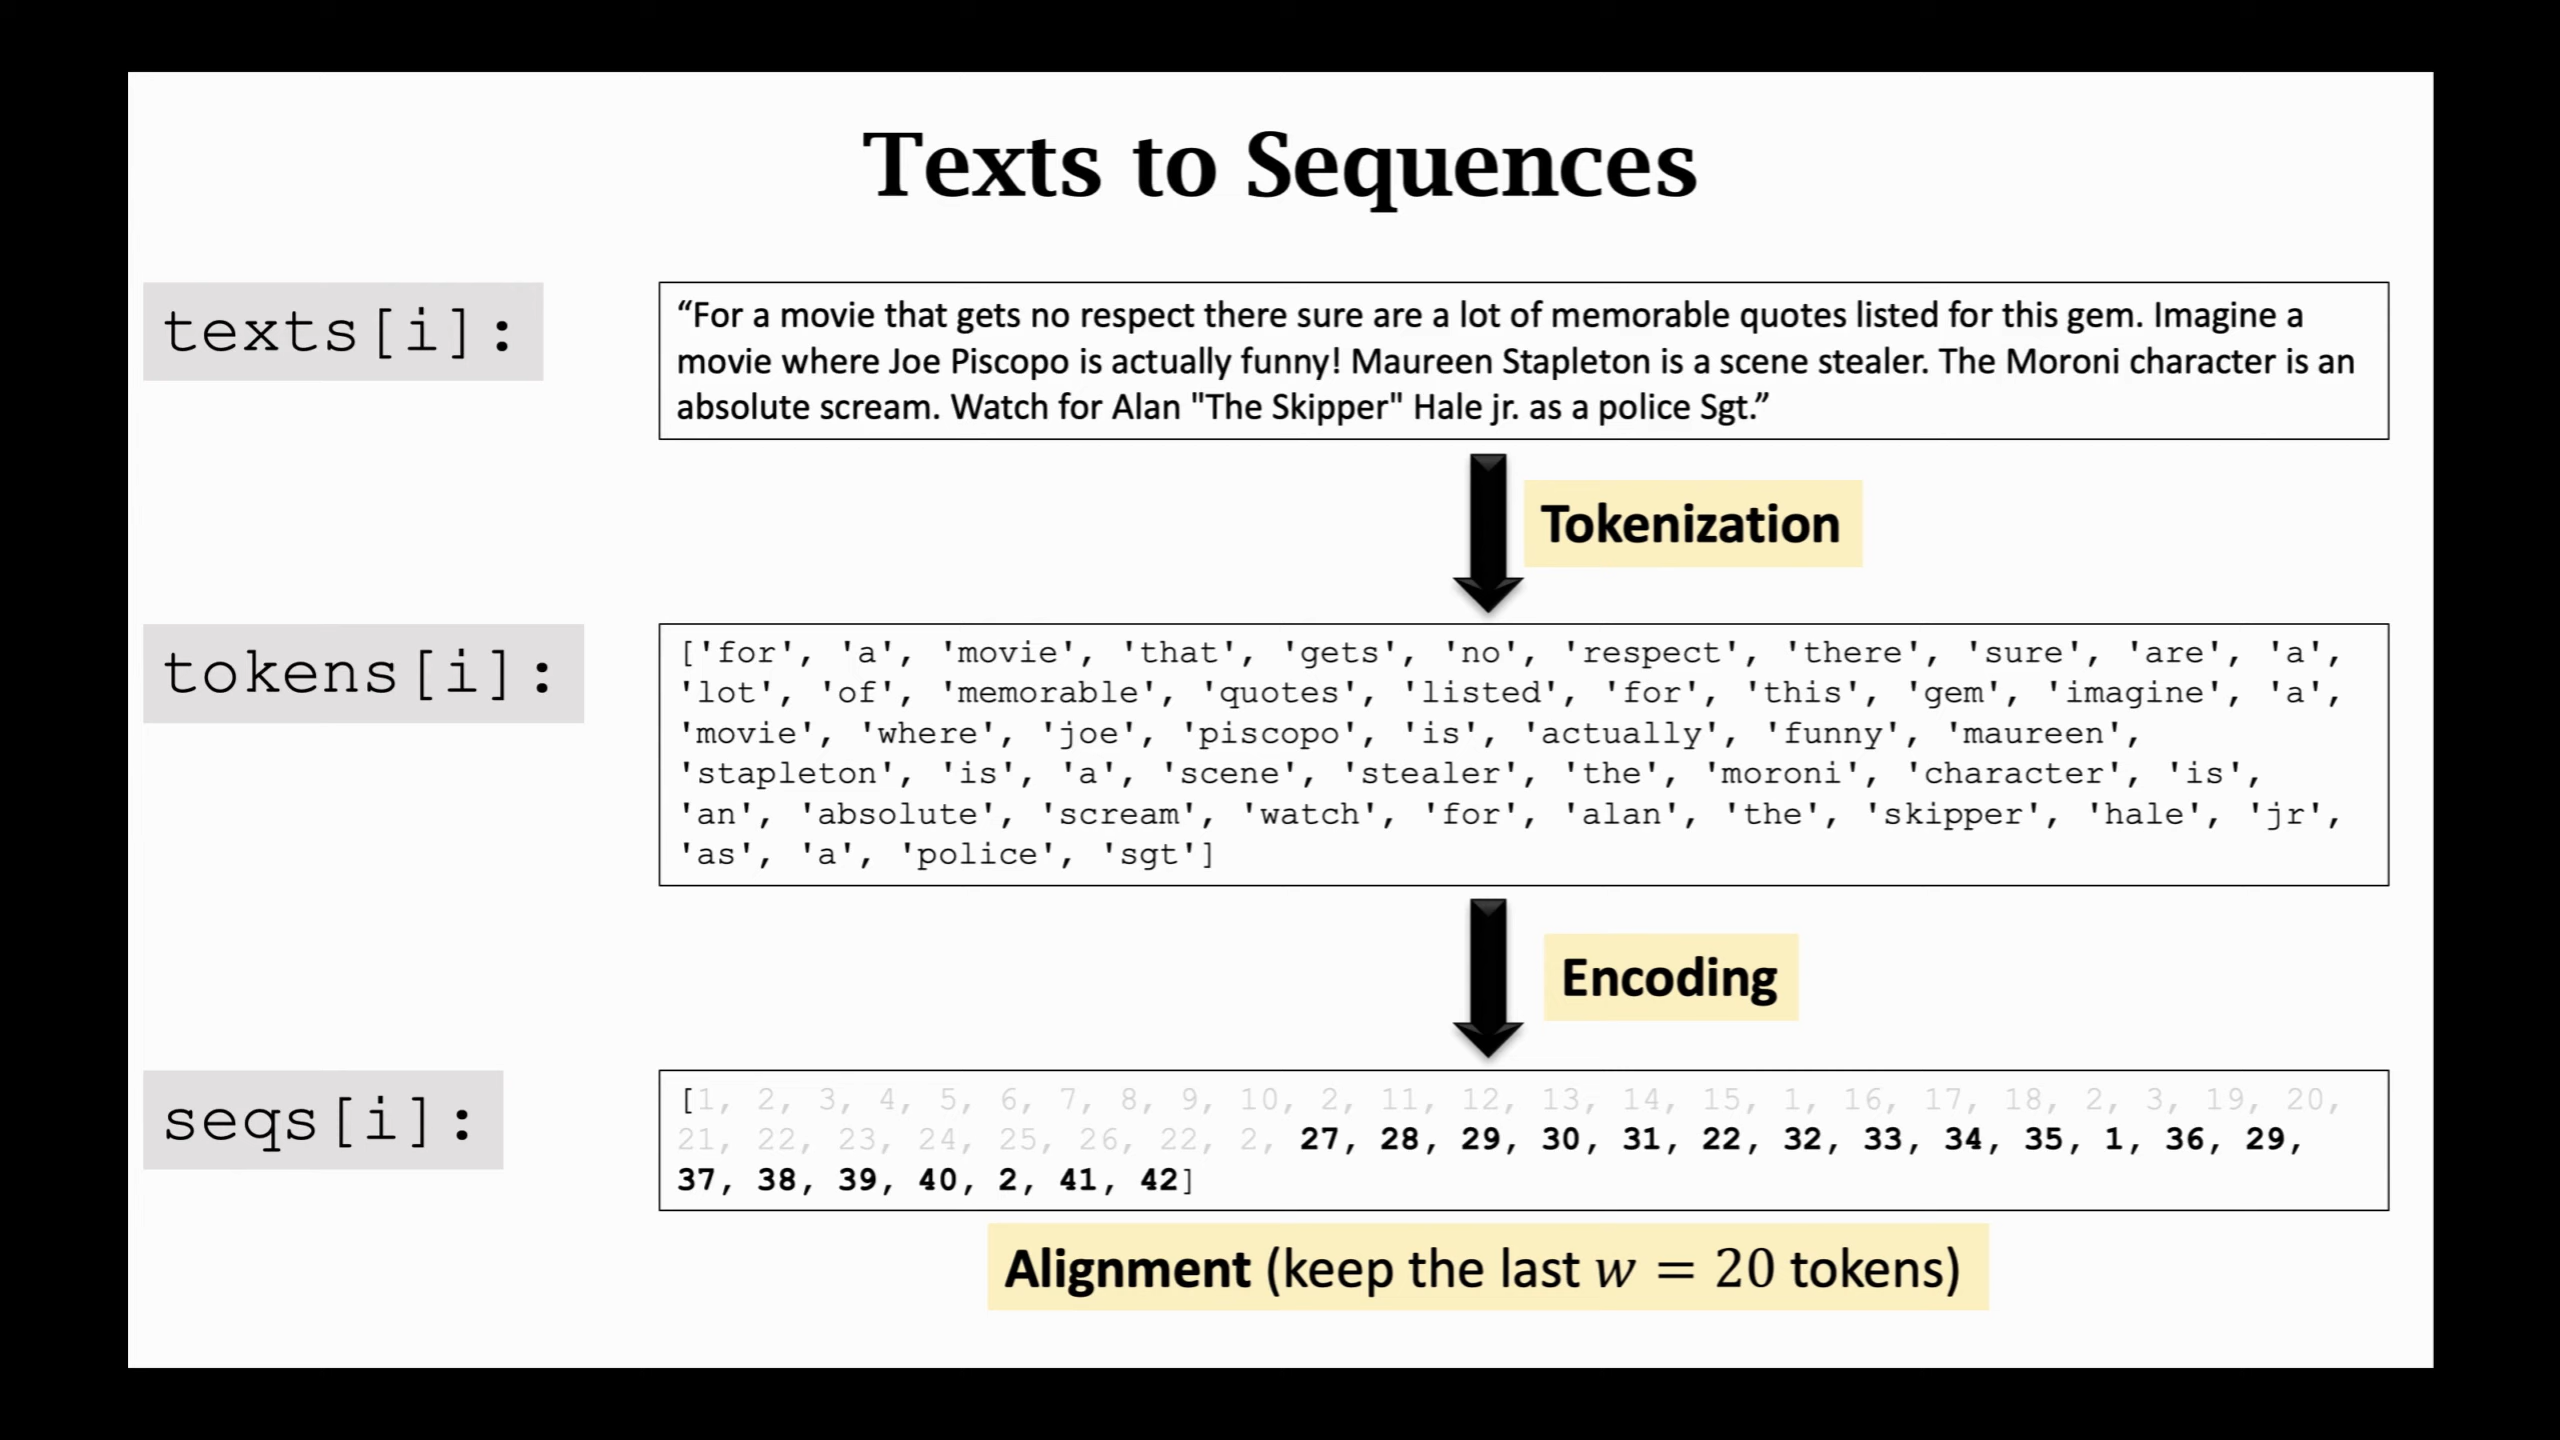 Texts to Sequences
texts[i]:
“For a movie that gets no respect there sure are a lot of memorable quotes listed for this gem. Imagine a
movie where Joe Piscopo is actually funny! Maureen Stapleton is a scene stealer. The Moroni character is an
absolute scream. Watch for Alan "The Skipper" Hale jr. as a police Sgt.”
Tokenization
tokens[i]:
['for', 'a', 'movie', 'that', 'gets', 'no', 'respect', 'there', 'sure', 'are', 'a',
'lot', 'of', 'memorable', 'quotes', 'listed', 'for', 'this', 'gem', 'imagine', 'a',
'movie', 'where', 'joe', 'piscopo', 'is', 'actually', 'funny', 'maureen',
'stapleton', 'is', 'a', 'scene', 'stealer', 'the', 'moroni', 'character', 'is',
'an', 'absolute', 'scream', 'watch', 'for', 'alan', 'the', 'skipper', 'hale', 'jr',
'as', 'a', 'police', 'sgt']
Encoding
seqs[i]:
[1, 2, 3, 4, 5, 6, 7, 8, 9, 10, 2, 11, 12, 13, 14, 15, 1, 16, 17, 18, 2, 3, 19, 20,
21, 22, 23, 24, 25, 26, 22, 2, 27, 28, 29, 30, 31, 22, 32, 33, 34, 35, 1, 36, 29,
37, 38, 39, 40, 2, 41, 42]
Alignment (keep the last w = 20 tokens)